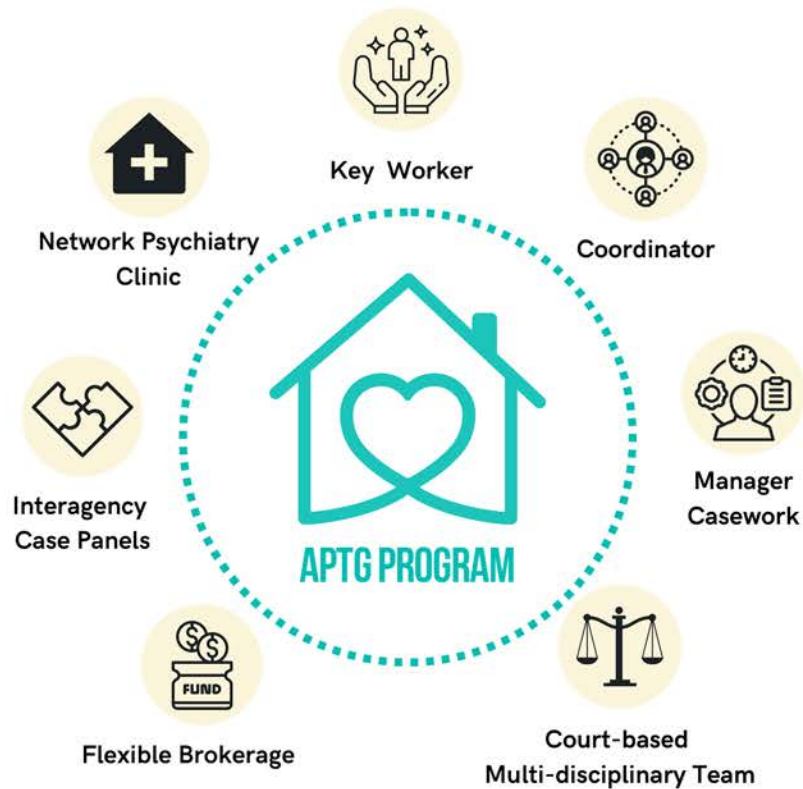 Key Worker
Coordinator
Manager
Casework
Court-based
Multi-disciplinary Team
FUND
Flexible Brokerage
Interagency
Case Panels
Network Psychiatry
Clinic
APTG PROGRAM